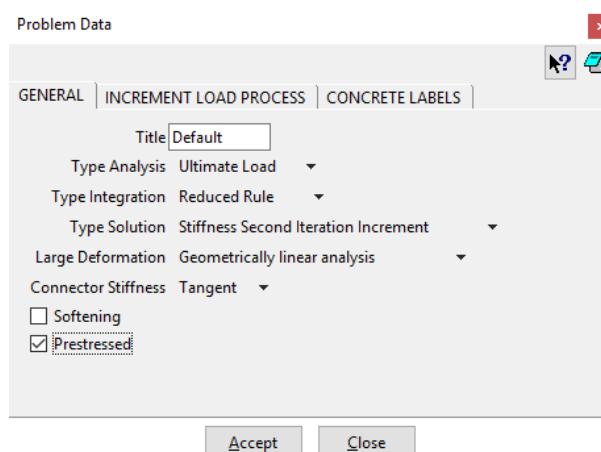 Problem Data
GENERAL INCREMENT LOAD PROCESS CONCRETE LABELS
Title Default
Type Analysis Ultimate Load
Type Integration Reduced Rule
Type Solution Stiffness Second Iteration Increment
Large Deformation Geometrically linear analysis
Connector Stiffness Tangent
Softening
Prestressed
Accept Close